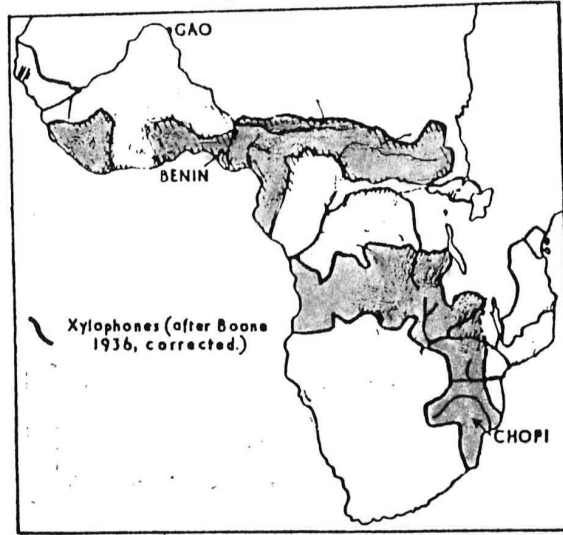 GAO
BENIN
Xylophones (after Boone
1936, corrected.)
CHOPI